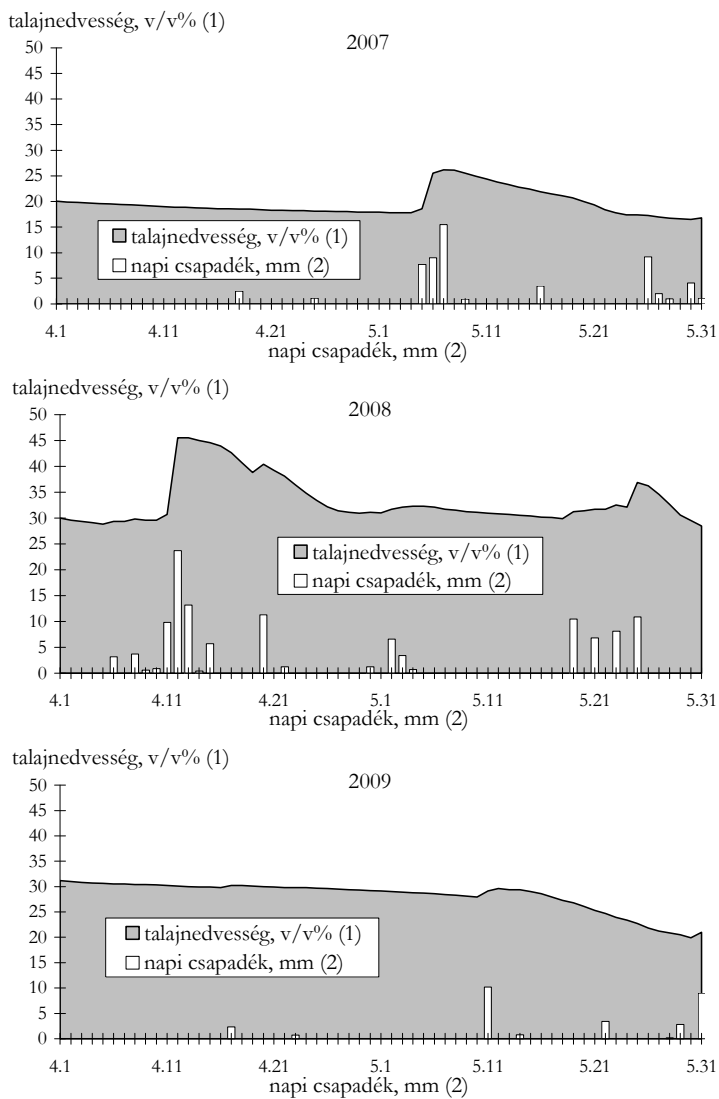 talajnedvesség, v/v% (1)
2007
50
45
40
35
30
25
20
15
10
5
0
talajnedvesség, v/v% (1)
napi csapadék, mm (2)
4.1 4.11 4.21 5.1 5.11 5.21 5.31
napi csapadék, mm (2)
talajnedvesség, v/v% (1)
2008
50
45
40
35
30
25
20
15
10
5
0
talajnedvesség, v/v% (1)
napi csapadék, mm (2)
4.1 4.11 4.21 5.1 5.11 5.21 5.31
napi csapadék, mm (2)
talajnedvesség, v/v% (1)
2009
50
45
40
35
30
25
20
15
10
5
0
talajnedvesség, v/v% (1)
napi csapadék, mm (2)
4.1 4.11 4.21 5.1 5.11 5.21 5.31
napi csapadék, mm (2)